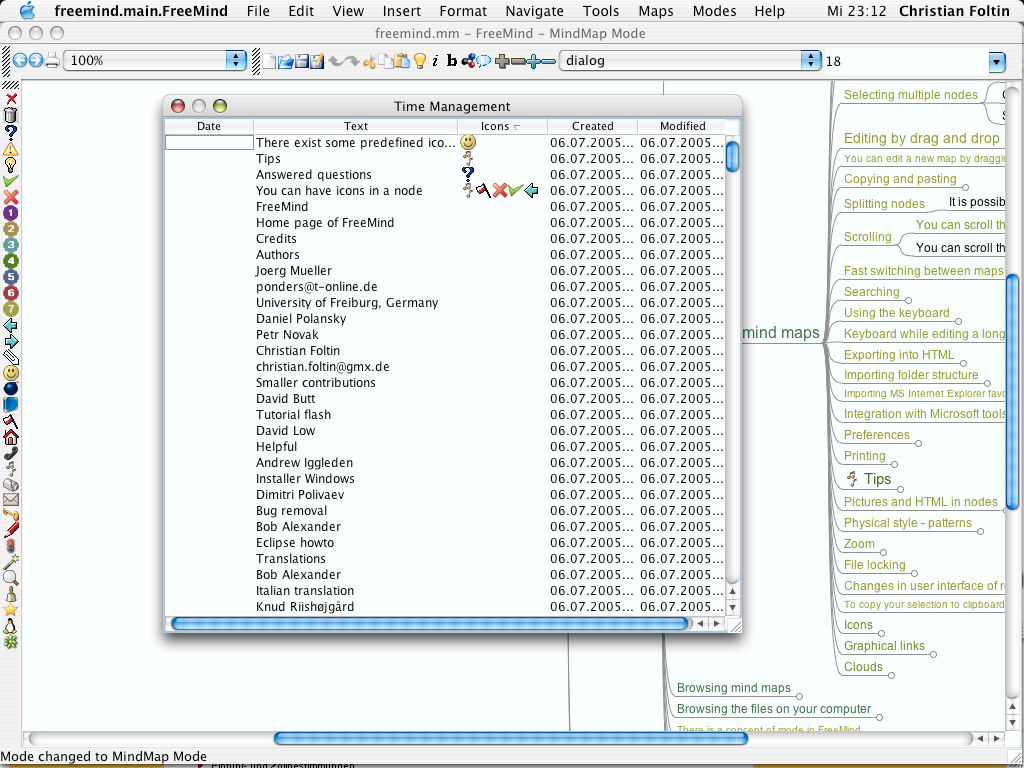 freemind.main.FreeMind File Edit View Insert Format Navigate Tools Maps Modes Help Mi 23:12 Christian Foltin
freemind.mm – FreeMind – MindMap Mode
100% i b dialog 18
Time Management
Date Text Icons Created Modified
There exist some predefined ico... 06.07.2005... 06.07.2005...
Tips 06.07.2005... 06.07.2005...
Answered questions 06.07.2005... 06.07.2005...
You can have icons in a node 06.07.2005... 06.07.2005...
FreeMind 06.07.2005... 06.07.2005...
Home page of FreeMind 06.07.2005... 06.07.2005...
Credits 06.07.2005... 06.07.2005...
Authors 06.07.2005... 06.07.2005...
Joerg Mueller 06.07.2005... 06.07.2005...
ponders@t-online.de 06.07.2005... 06.07.2005...
University of Freiburg, Germany 06.07.2005... 06.07.2005...
Daniel Polansky 06.07.2005... 06.07.2005...
Petr Novak 06.07.2005... 06.07.2005...
Christian Foltin 06.07.2005... 06.07.2005...
christian.foltin@gmx.de 06.07.2005... 06.07.2005...
Smaller contributions 06.07.2005... 06.07.2005...
David Butt 06.07.2005... 06.07.2005...
Tutorial flash 06.07.2005... 06.07.2005...
David Low 06.07.2005... 06.07.2005...
Helpful 06.07.2005... 06.07.2005...
Andrew Iggleden 06.07.2005... 06.07.2005...
Installer Windows 06.07.2005... 06.07.2005...
Dimitri Polivaev 06.07.2005... 06.07.2005...
Bug removal 06.07.2005... 06.07.2005...
Bob Alexander 06.07.2005... 06.07.2005...
Eclipse howto 06.07.2005... 06.07.2005...
Translations 06.07.2005... 06.07.2005...
Bob Alexander 06.07.2005... 06.07.2005...
Italian translation 06.07.2005... 06.07.2005...
Knud Riishøjgård 06.07.2005... 06.07.2005...
1
2
3
4
5
6
7
mind maps
Selecting multiple nodes
Editing by drag and drop
You can edit a new map by draggi
Copying and pasting
Splitting nodes It is possib
Scrolling
You can scroll th
You can scroll th
Fast switching between maps
Searching
Using the keyboard
Keyboard while editing a long
Exporting into HTML
Importing folder structure
Importing MS Internet Explorer favo
Integration with Microsoft tools
Preferences
Printing
Tips
Pictures and HTML in nodes
Physical style - patterns
Zoom
File locking
Changes in user interface of r
To copy your selection to clipboard
Icons
Graphical links
Clouds
Browsing mind maps
Browsing the files on your computer
There is a concept of mode in FreeMind
Mode changed to MindMap Mode